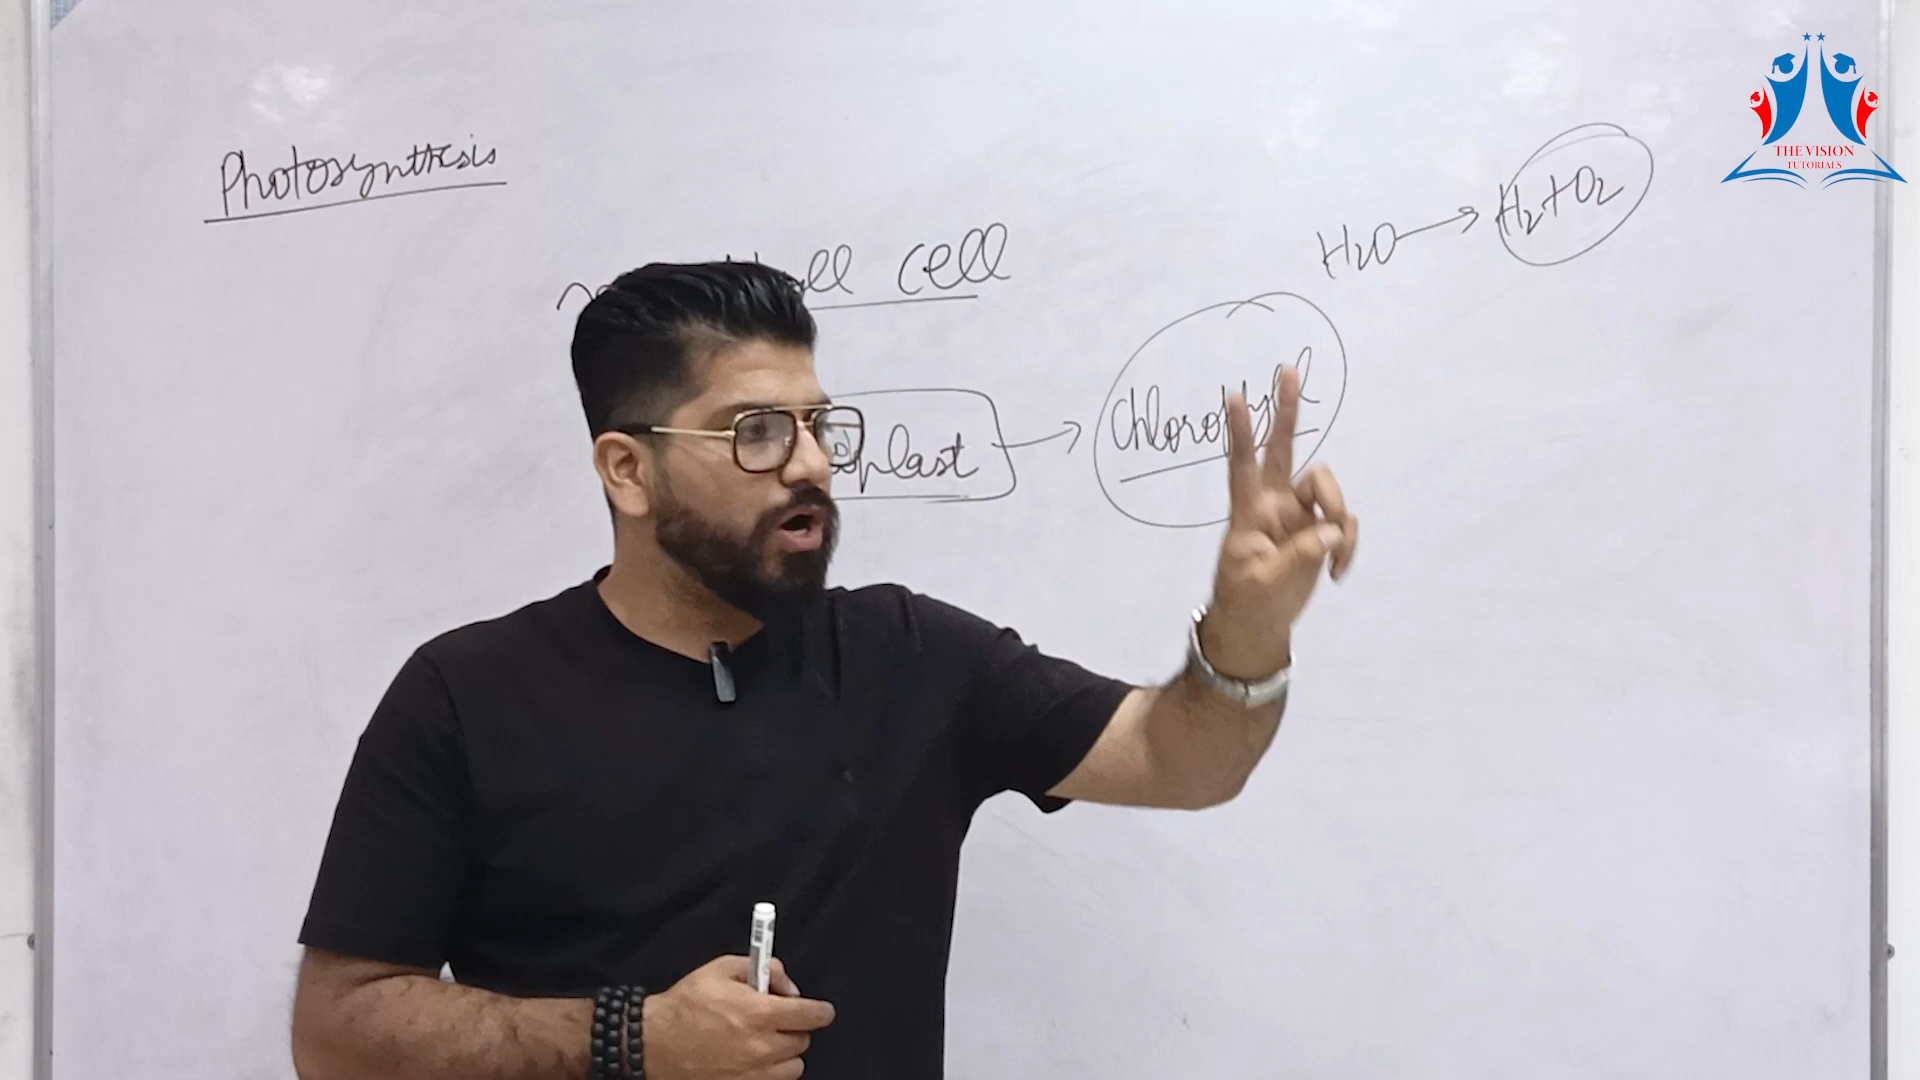 THE VISION
TUTORIALS
Photosynthesis
H2O → H2+O2
cell
plast → Chlorophyll